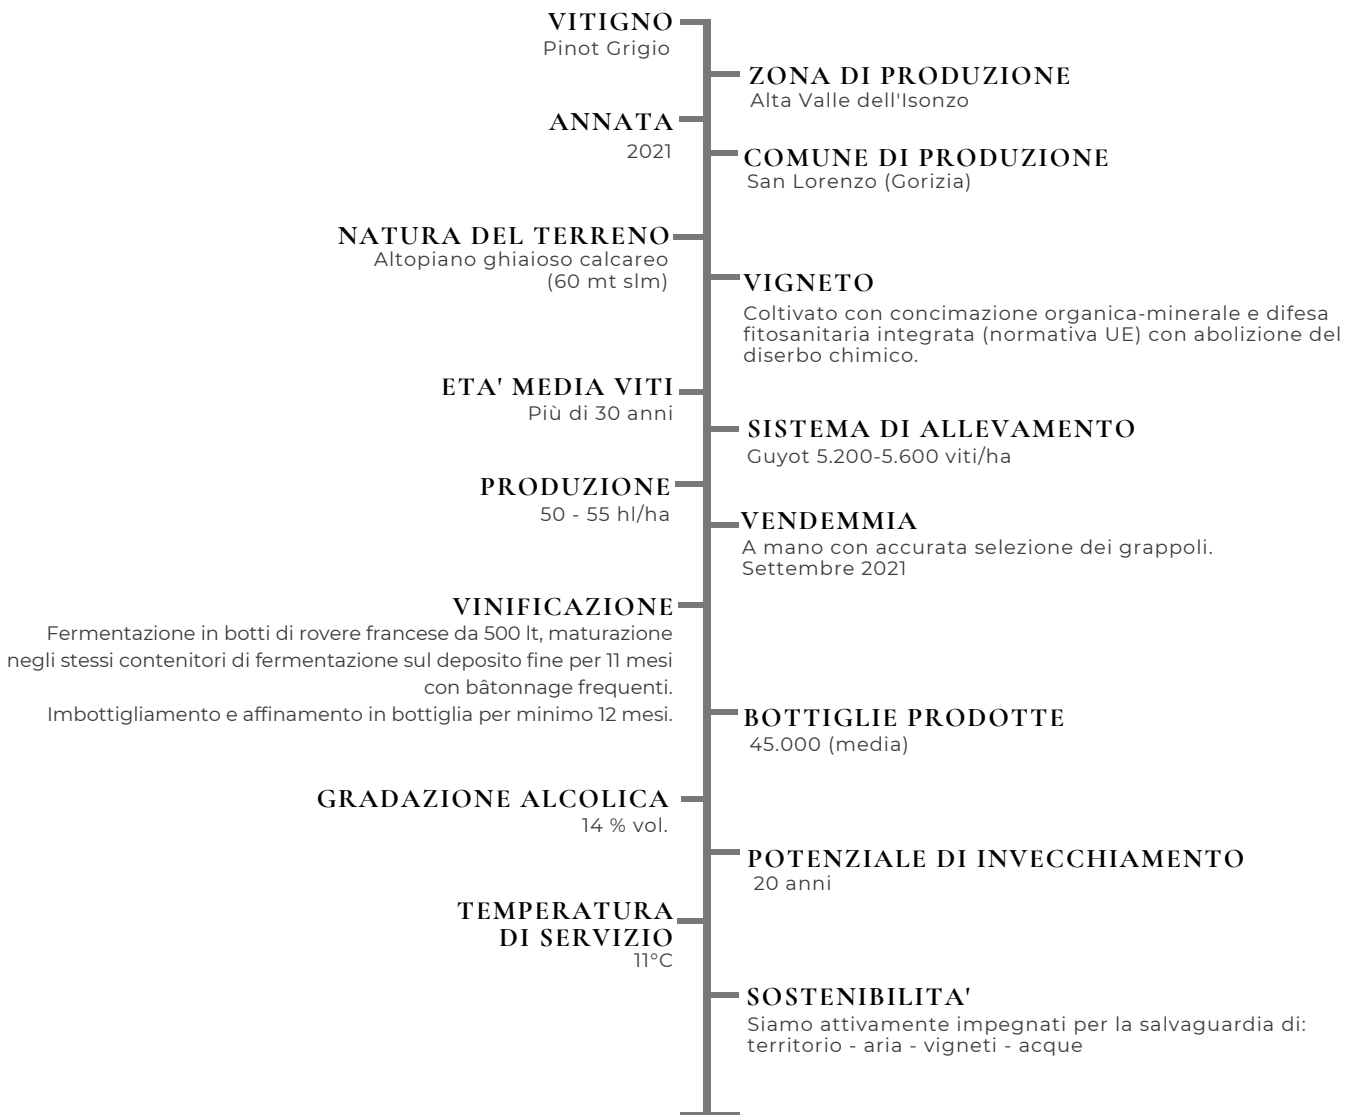 VITIGNO
Pinot Grigio
ZONA DI PRODUZIONE
Alta Valle dell'Isonzo
ANNATA
2021
COMUNE DI PRODUZIONE
San Lorenzo (Gorizia)
NATURA DEL TERRENO
Altopiano ghiaioso calcareo
(60 mt slm)
VIGNETO
Coltivato con concimazione organica-minerale e difesa
fitosanitaria integrata (normativa UE) con abolizione del
diserbo chimico.
ETA' MEDIA VITI
Più di 30 anni
SISTEMA DI ALLEVAMENTO
Guyot 5.200-5.600 viti/ha
PRODUZIONE
50 - 55 hl/ha
VENDEMMIA
A mano con accurata selezione dei grappoli.
Settembre 2021
VINIFICAZIONE
Fermentazione in botti di rovere francese da 500 lt, maturazione
negli stessi contenitori di fermentazione sul deposito fine per 11 mesi
con bâtonnage frequenti.
Imbottigliamento e affinamento in bottiglia per minimo 12 mesi.
BOTTIGLIE PRODOTTE
45.000 (media)
GRADAZIONE ALCOLICA
14 % vol.
POTENZIALE DI INVECCHIAMENTO
20 anni
TEMPERATURA
DI SERVIZIO
11°C
SOSTENIBILITA'
Siamo attivamente impegnati per la salvaguardia di:
territorio - aria - vigneti - acque